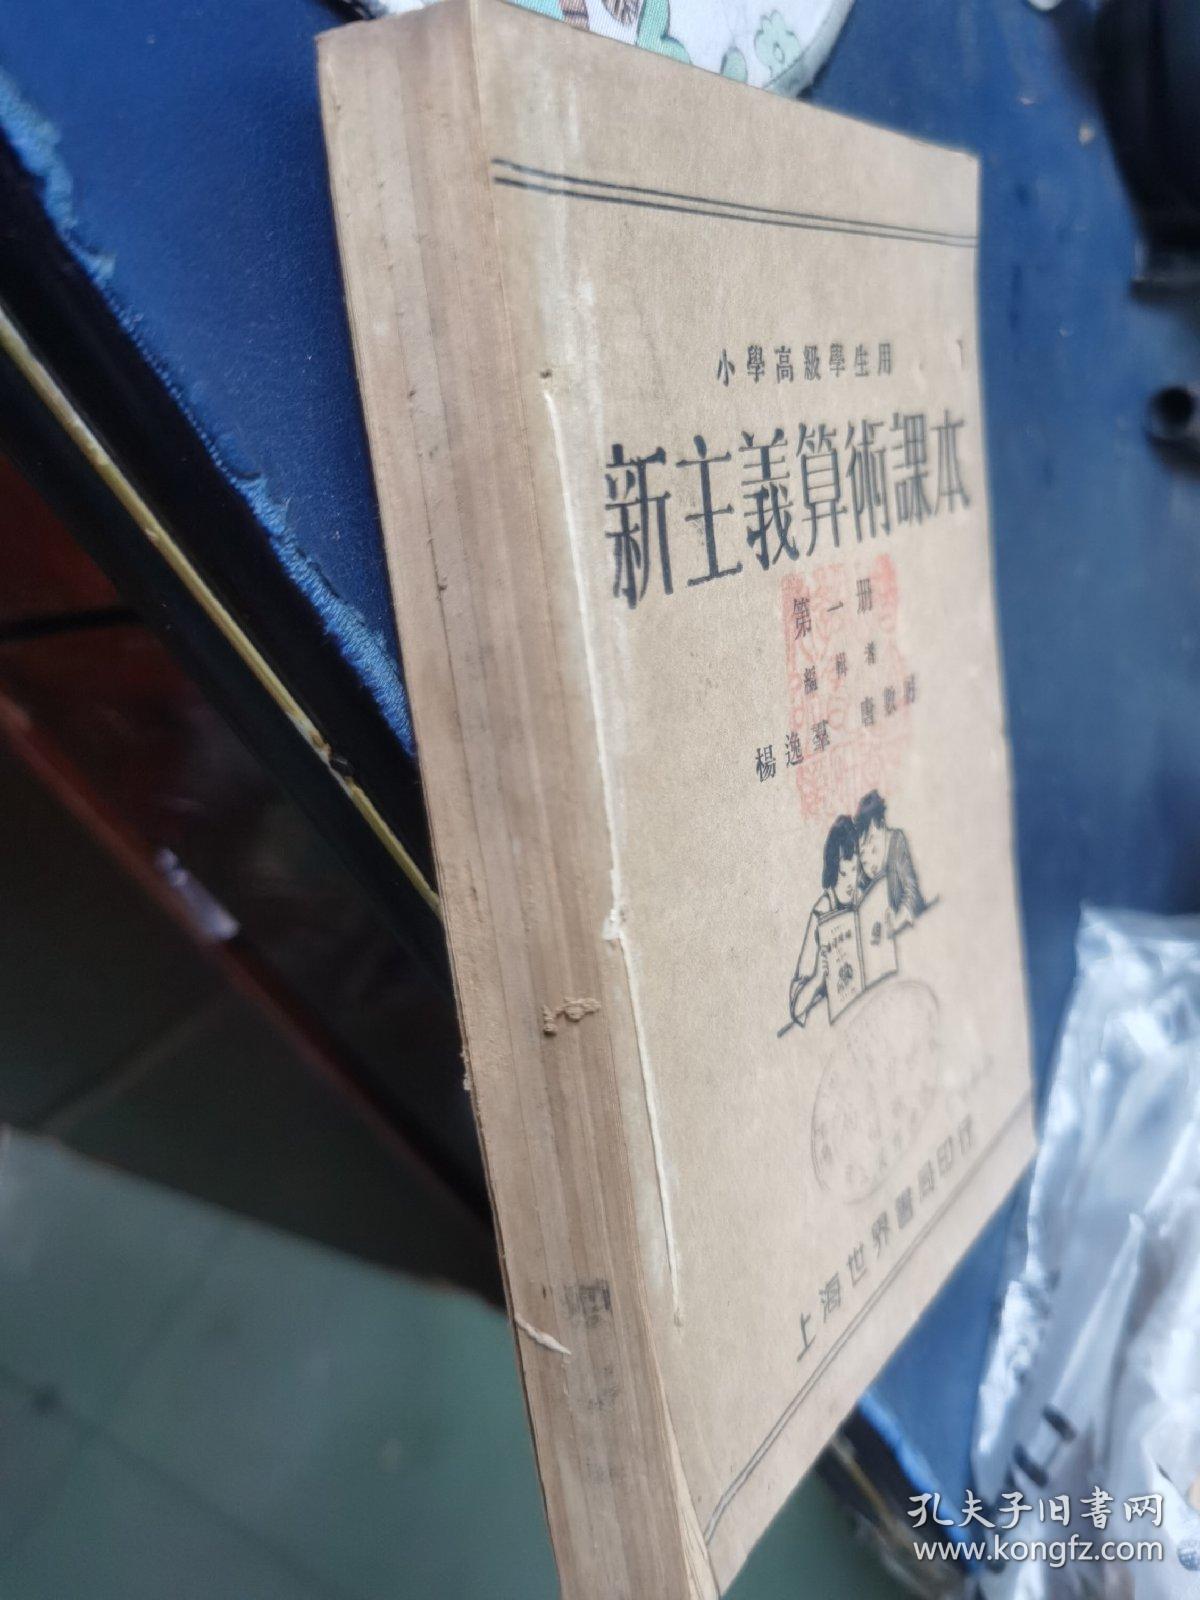 小學高級學生用
新主義算術課本
第一册
編輯者
楊逸羣 唐數
上海世界書局印行
孔夫子旧书网
www.kongfz.com